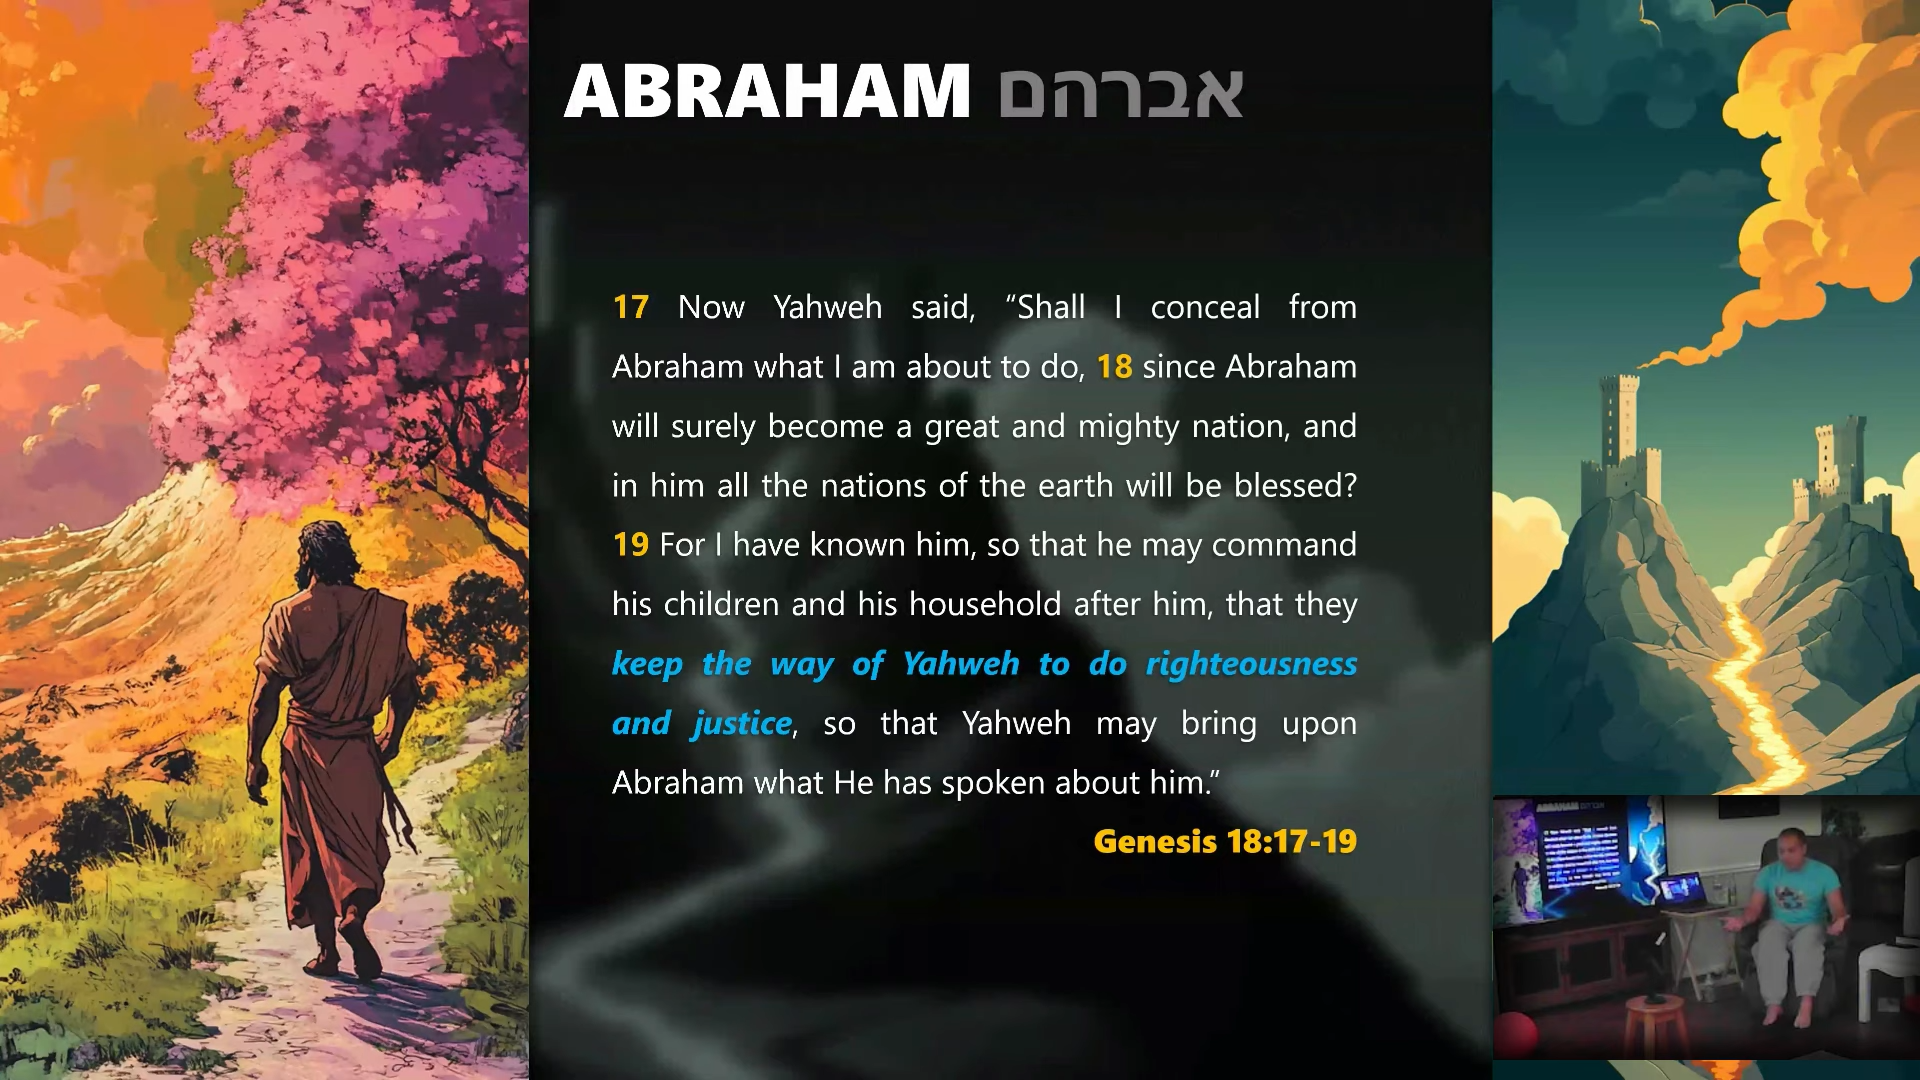 ABRAHAM אברהם
17 Now Yahweh said, “Shall I conceal from
Abraham what I am about to do, 18 since Abraham
will surely become a great and mighty nation, and
in him all the nations of the earth will be blessed?
19 For I have known him, so that he may command
his children and his household after him, that they
keep the way of Yahweh to do righteousness
and justice, so that Yahweh may bring upon
Abraham what He has spoken about him.”
Genesis 18:17-19
ABRAHAM אברהם